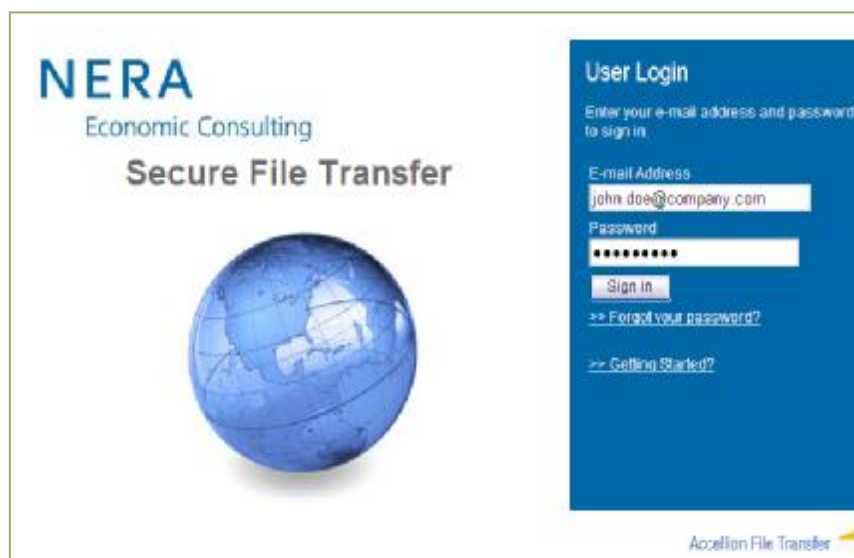 NERA
Economic Consulting
Secure File Transfer
User Login
Enter your e-mail address and password
to sign in
E-mail Address
john.doe@company.com
Password
•••••••••
Sign in
>> Forgot your password?
>> Getting Started?
Accellion File Transfer